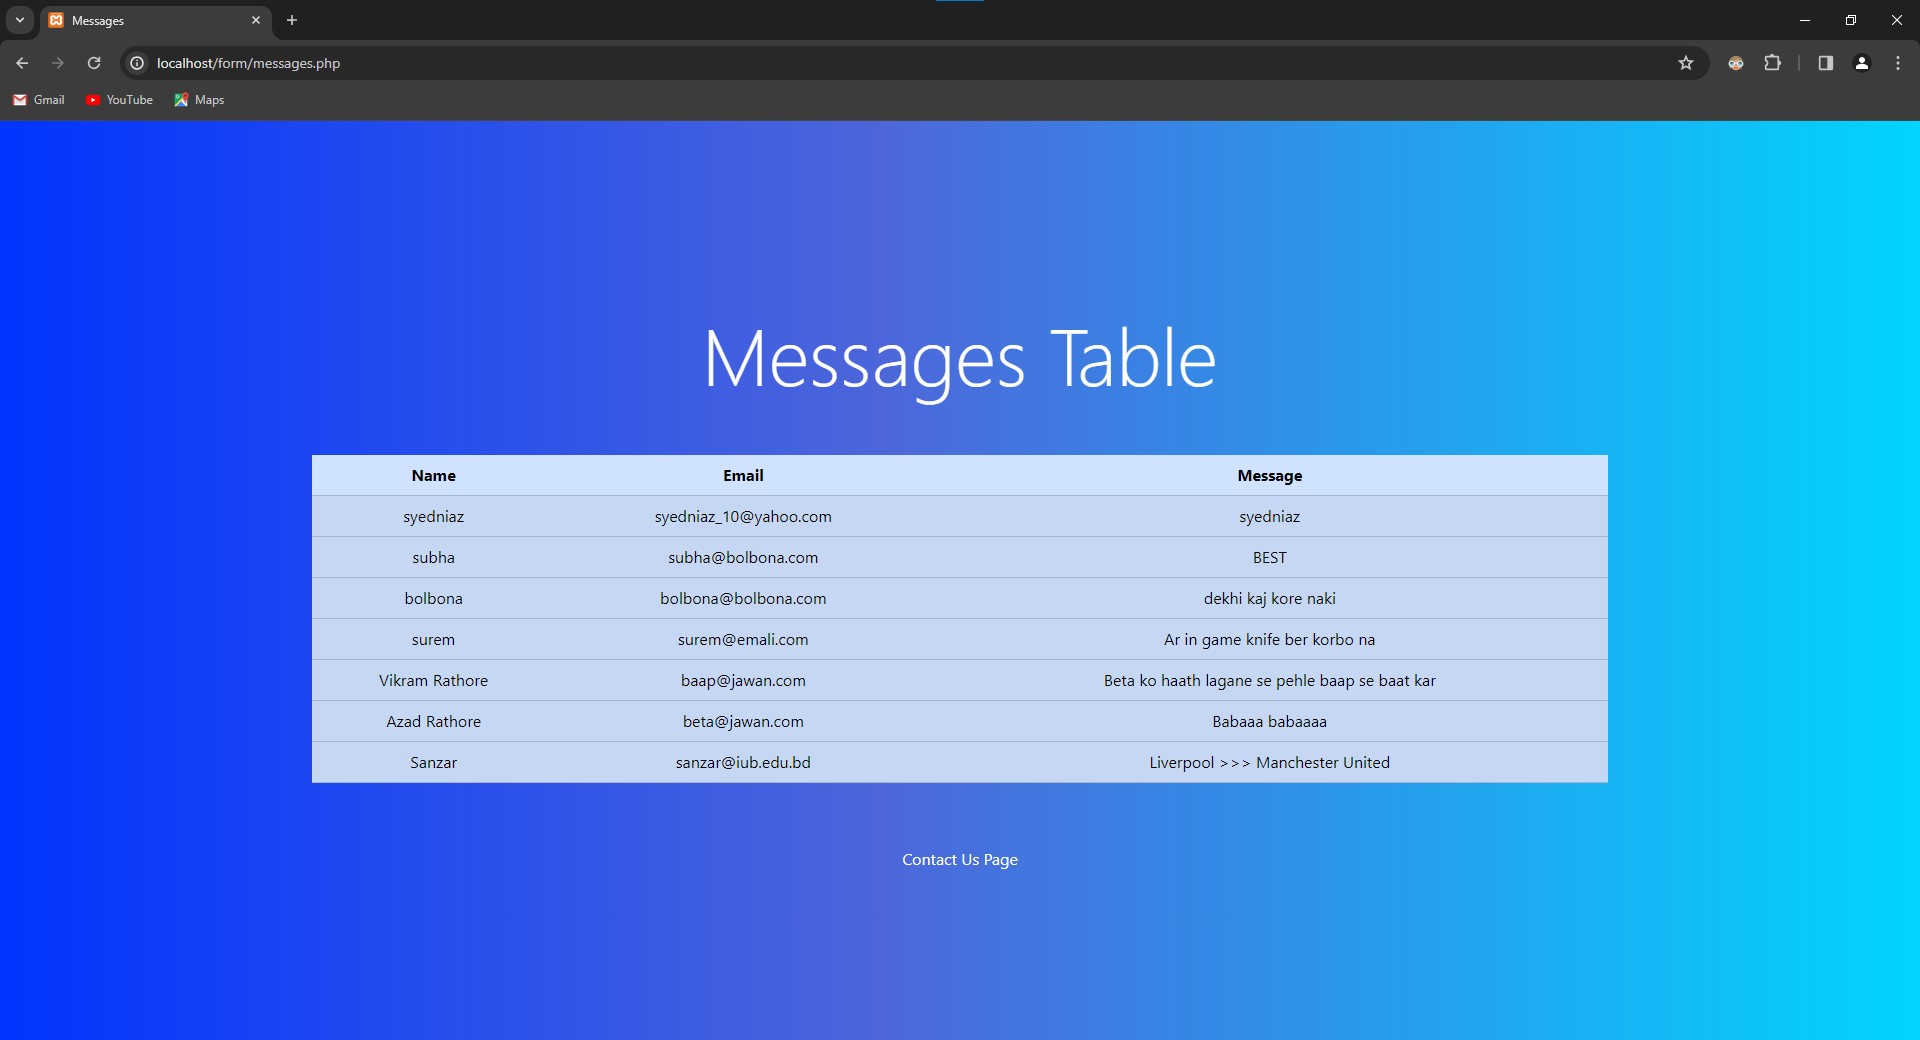 Messages
localhost/form/messages.php
Gmail YouTube Maps
Messages Table
Name Email Message
syedniaz syedniaz_10@yahoo.com syedniaz
subha subha@bolbona.com BEST
bolbona bolbona@bolbona.com dekhi kaj kore naki
surem surem@emali.com Ar in game knife ber korbo na
Vikram Rathore baap@jawan.com Beta ko haath lagane se pehle baap se baat kar
Azad Rathore beta@jawan.com Babaaa babaaaa
Sanzar sanzar@iub.edu.bd Liverpool >>> Manchester United
Contact Us Page